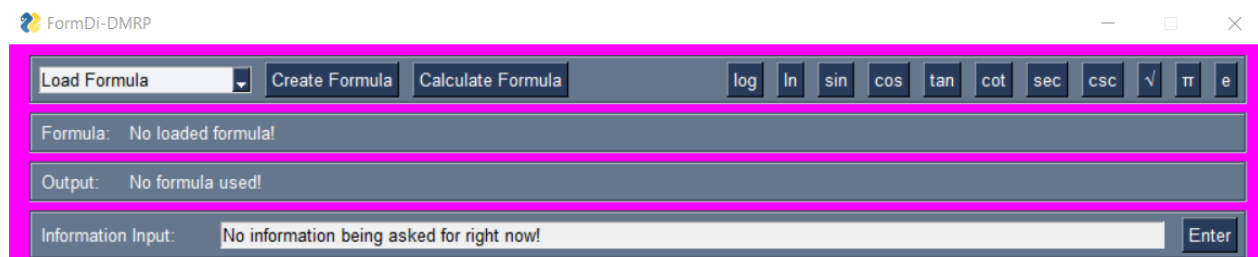 FormDi-DMRP
Load Formula Create Formula Calculate Formula log ln sin cos tan cot sec csc √ π e
Formula: No loaded formula!
Output: No formula used!
Information Input: No information being asked for right now! Enter